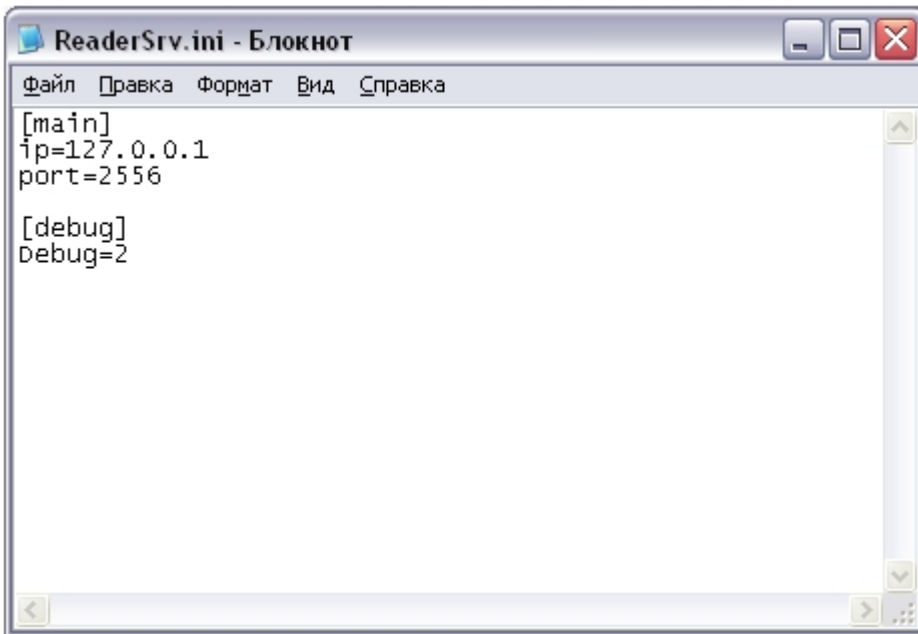 ReaderSrv.ini - Блокнот
Файл Правка Формат Вид Справка
[main]
ip=127.0.0.1
port=2556
[debug]
Debug=2